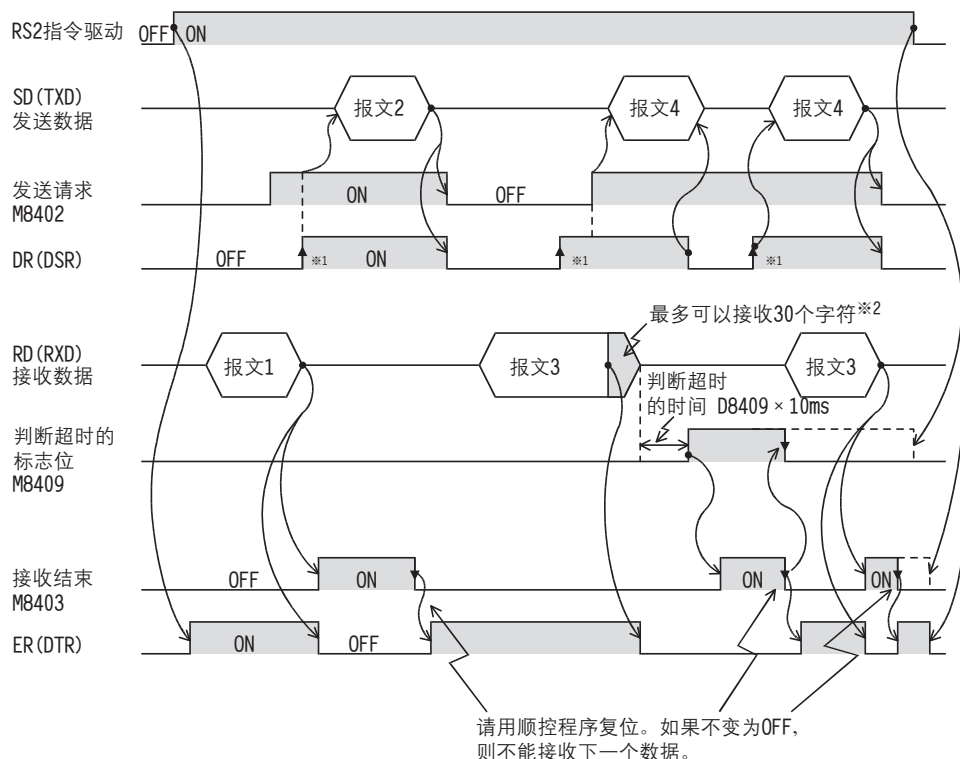 RS2指令驱动 OFF ON
SD(TXD)
发送数据
报文2 报文4 报文4
发送请求
M8402
ON OFF
DR(DSR) OFF ※1 ON ※1 ※1
最多可以接收30个字符※2
RD(RXD)
接收数据
报文1 报文3 报文3
判断超时
的时间 D8409×10ms
判断超时的
标志位
M8409
接收结束
M8403
OFF ON ON ON
ER(DTR) ON OFF
请用顺控程序复位。如果不变为OFF,
则不能接收下一个数据。